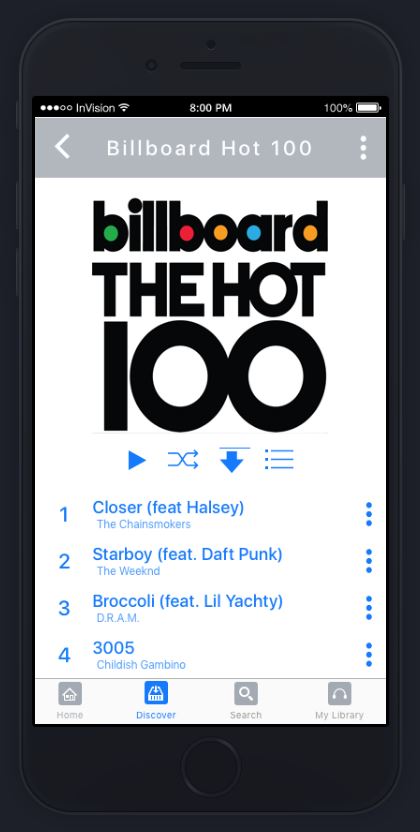 InVision 8:00 PM 100%
Billboard Hot 100
billboard
THE HOT
100
1 Closer (feat Halsey)
The Chainsmokers
2 Starboy (feat. Daft Punk)
The Weeknd
3 Broccoli (feat. Lil Yachty)
D.R.A.M.
4 3005
Childish Gambino
Home Discover Search My Library